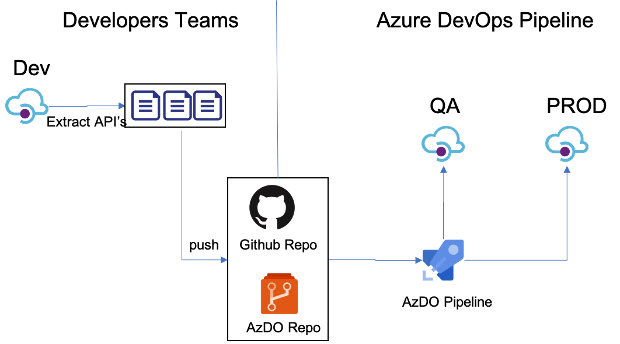 Developers Teams
Azure DevOps Pipeline
Dev
Extract API's
QA
PROD
push
Github Repo
AzDO Repo
AzDO Pipeline